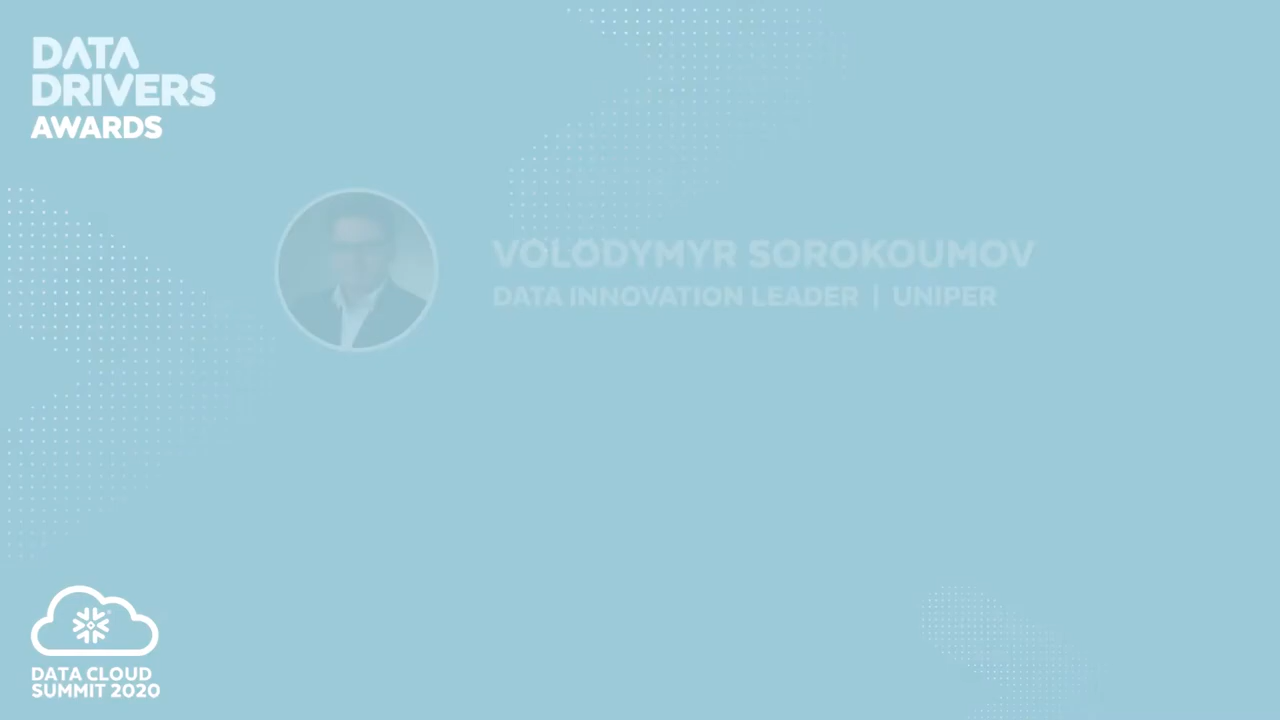 DATA
DRIVERS
AWARDS
VOLODYMYR SOROKOUMOV
DATA INNOVATION LEADER | UNIPER
DATA CLOUD
SUMMIT 2020